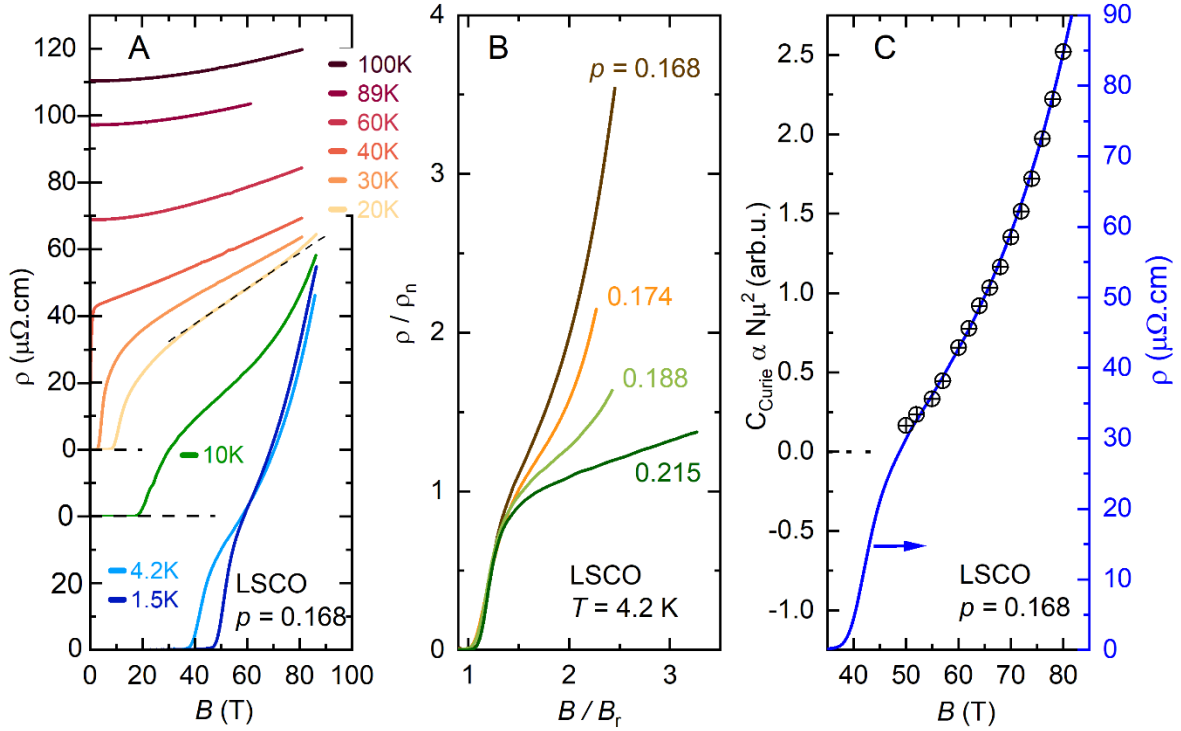 A
120
100
80
60
40
20
0
0
20
0
0 20 40 60 80 100
ρ (μΩ.cm)
B (T)
100K
89K
60K
40K
30K
20K
10K
4.2K
1.5K
LSCO
p = 0.168
B
4
3
2
1
0
1 2 3
ρ / ρn
B / Br
p = 0.168
0.174
0.188
0.215
LSCO
T = 4.2 K
C
2.5
2.0
1.5
1.0
0.5
0.0
-0.5
-1.0
40 50 60 70 80
C_Curie α Nμ² (arb.u.)
B (T)
LSCO
p = 0.168
90
80
70
60
50
40
30
20
10
0
ρ (μΩ.cm)